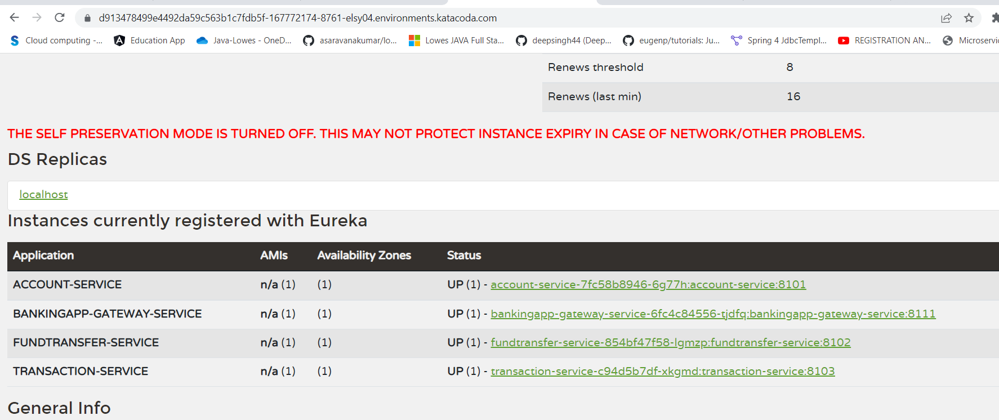 d913478499e4492da59c563b1c7fdb5f-167772174-8761-elsy04.environments.katacoda.com
Cloud computing -... Education App Java-Lowes - OneD... asaravanakumar/lo... Lowes JAVA Full Sta... deepsingh44 (Deep... eugenp/tutorials: Ju... Spring 4 JdbcTempl... REGISTRATION AN... Microservic
Renews threshold 8
Renews (last min) 16
THE SELF PRESERVATION MODE IS TURNED OFF. THIS MAY NOT PROTECT INSTANCE EXPIRY IN CASE OF NETWORK/OTHER PROBLEMS.
DS Replicas
localhost
Instances currently registered with Eureka
Application AMIs Availability Zones Status
ACCOUNT-SERVICE n/a (1) (1) UP (1) - account-service-7fc58b8946-6g77h:account-service:8101
BANKINGAPP-GATEWAY-SERVICE n/a (1) (1) UP (1) - bankingapp-gateway-service-6fc4c84556-tjdfq:bankingapp-gateway-service:8111
FUNDTRANSFER-SERVICE n/a (1) (1) UP (1) - fundtransfer-service-854bf47f58-lgmzp:fundtransfer-service:8102
TRANSACTION-SERVICE n/a (1) (1) UP (1) - transaction-service-c94d5b7df-xkgmd:transaction-service:8103
General Info